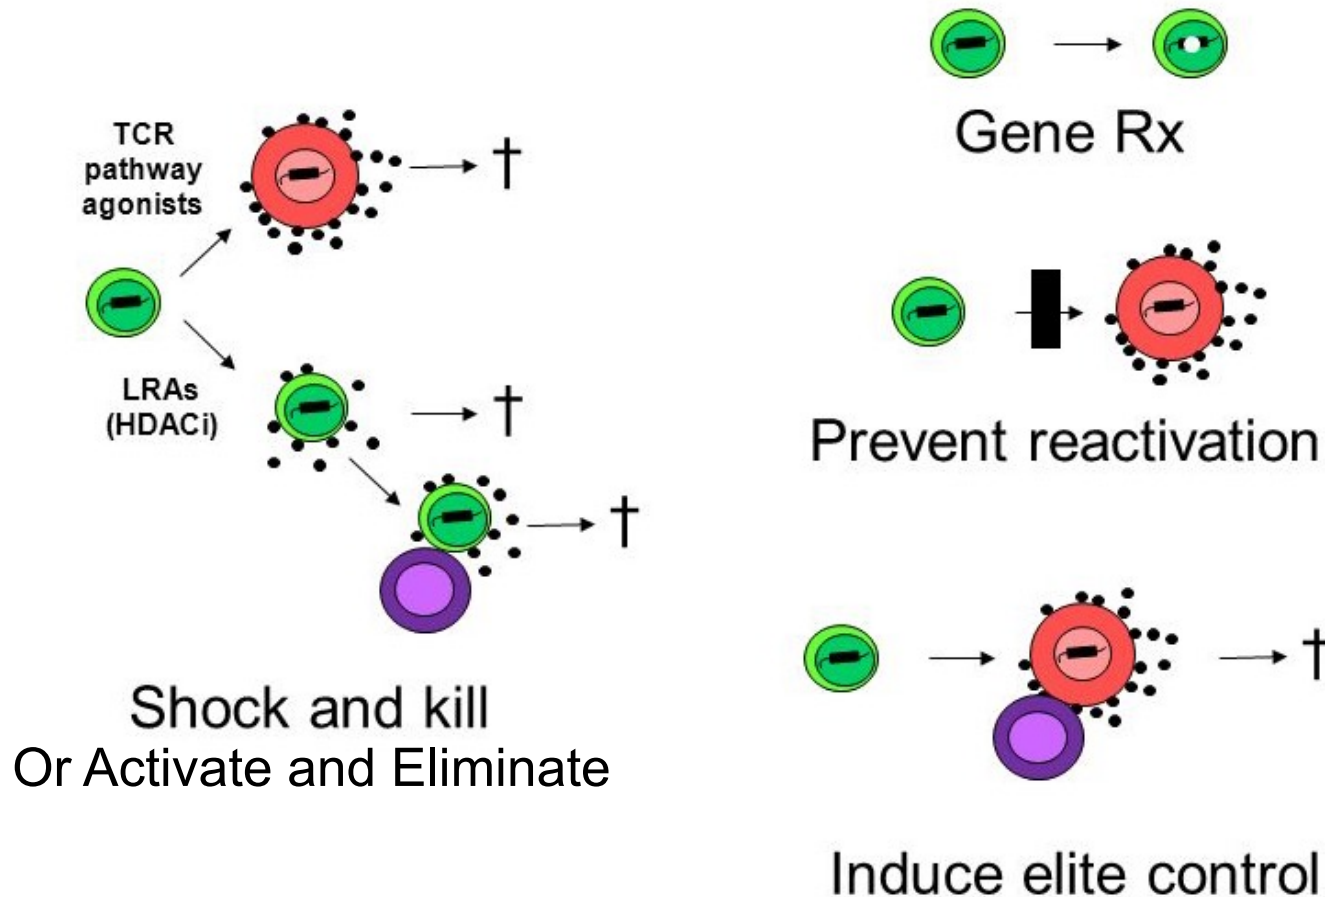 TCR
pathway
agonists
LRAs
(HDACi)
Shock and kill
Or Activate and Eliminate
Gene Rx
Prevent reactivation
Induce elite control